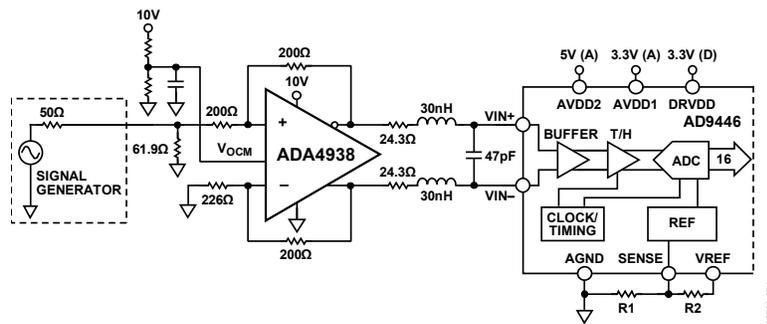 10V
5V (A)
3.3V (A)
3.3V (D)
200Ω
10V
AVDD2
AVDD1
DRVDD
AD9446
50Ω
200Ω
30nH
VIN+
BUFFER
T/H
+
24.3Ω
61.9Ω
VOCM
ADA4938
47pF
ADC
16
SIGNAL
GENERATOR
24.3Ω
–
226Ω
30nH
VIN–
CLOCK/
TIMING
REF
200Ω
AGND
SENSE
VREF
R1
R2